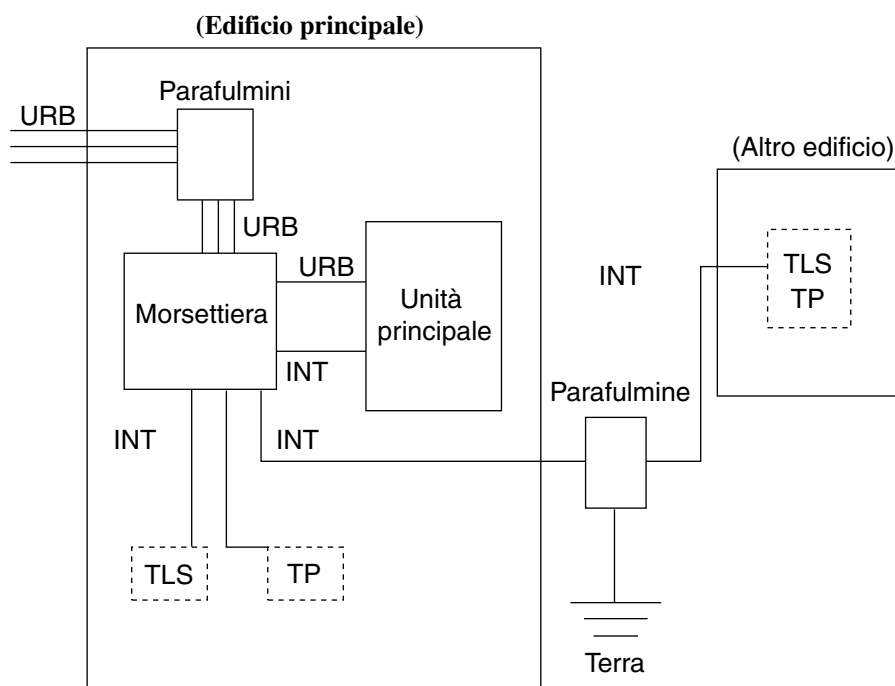 (Edificio principale)
Parafulmini
URB
(Altro edificio)
URB
URB
INT
TLS
TP
Morsettiera
Unità
principale
INT
Parafulmine
INT
INT
TLS
TP
Terra